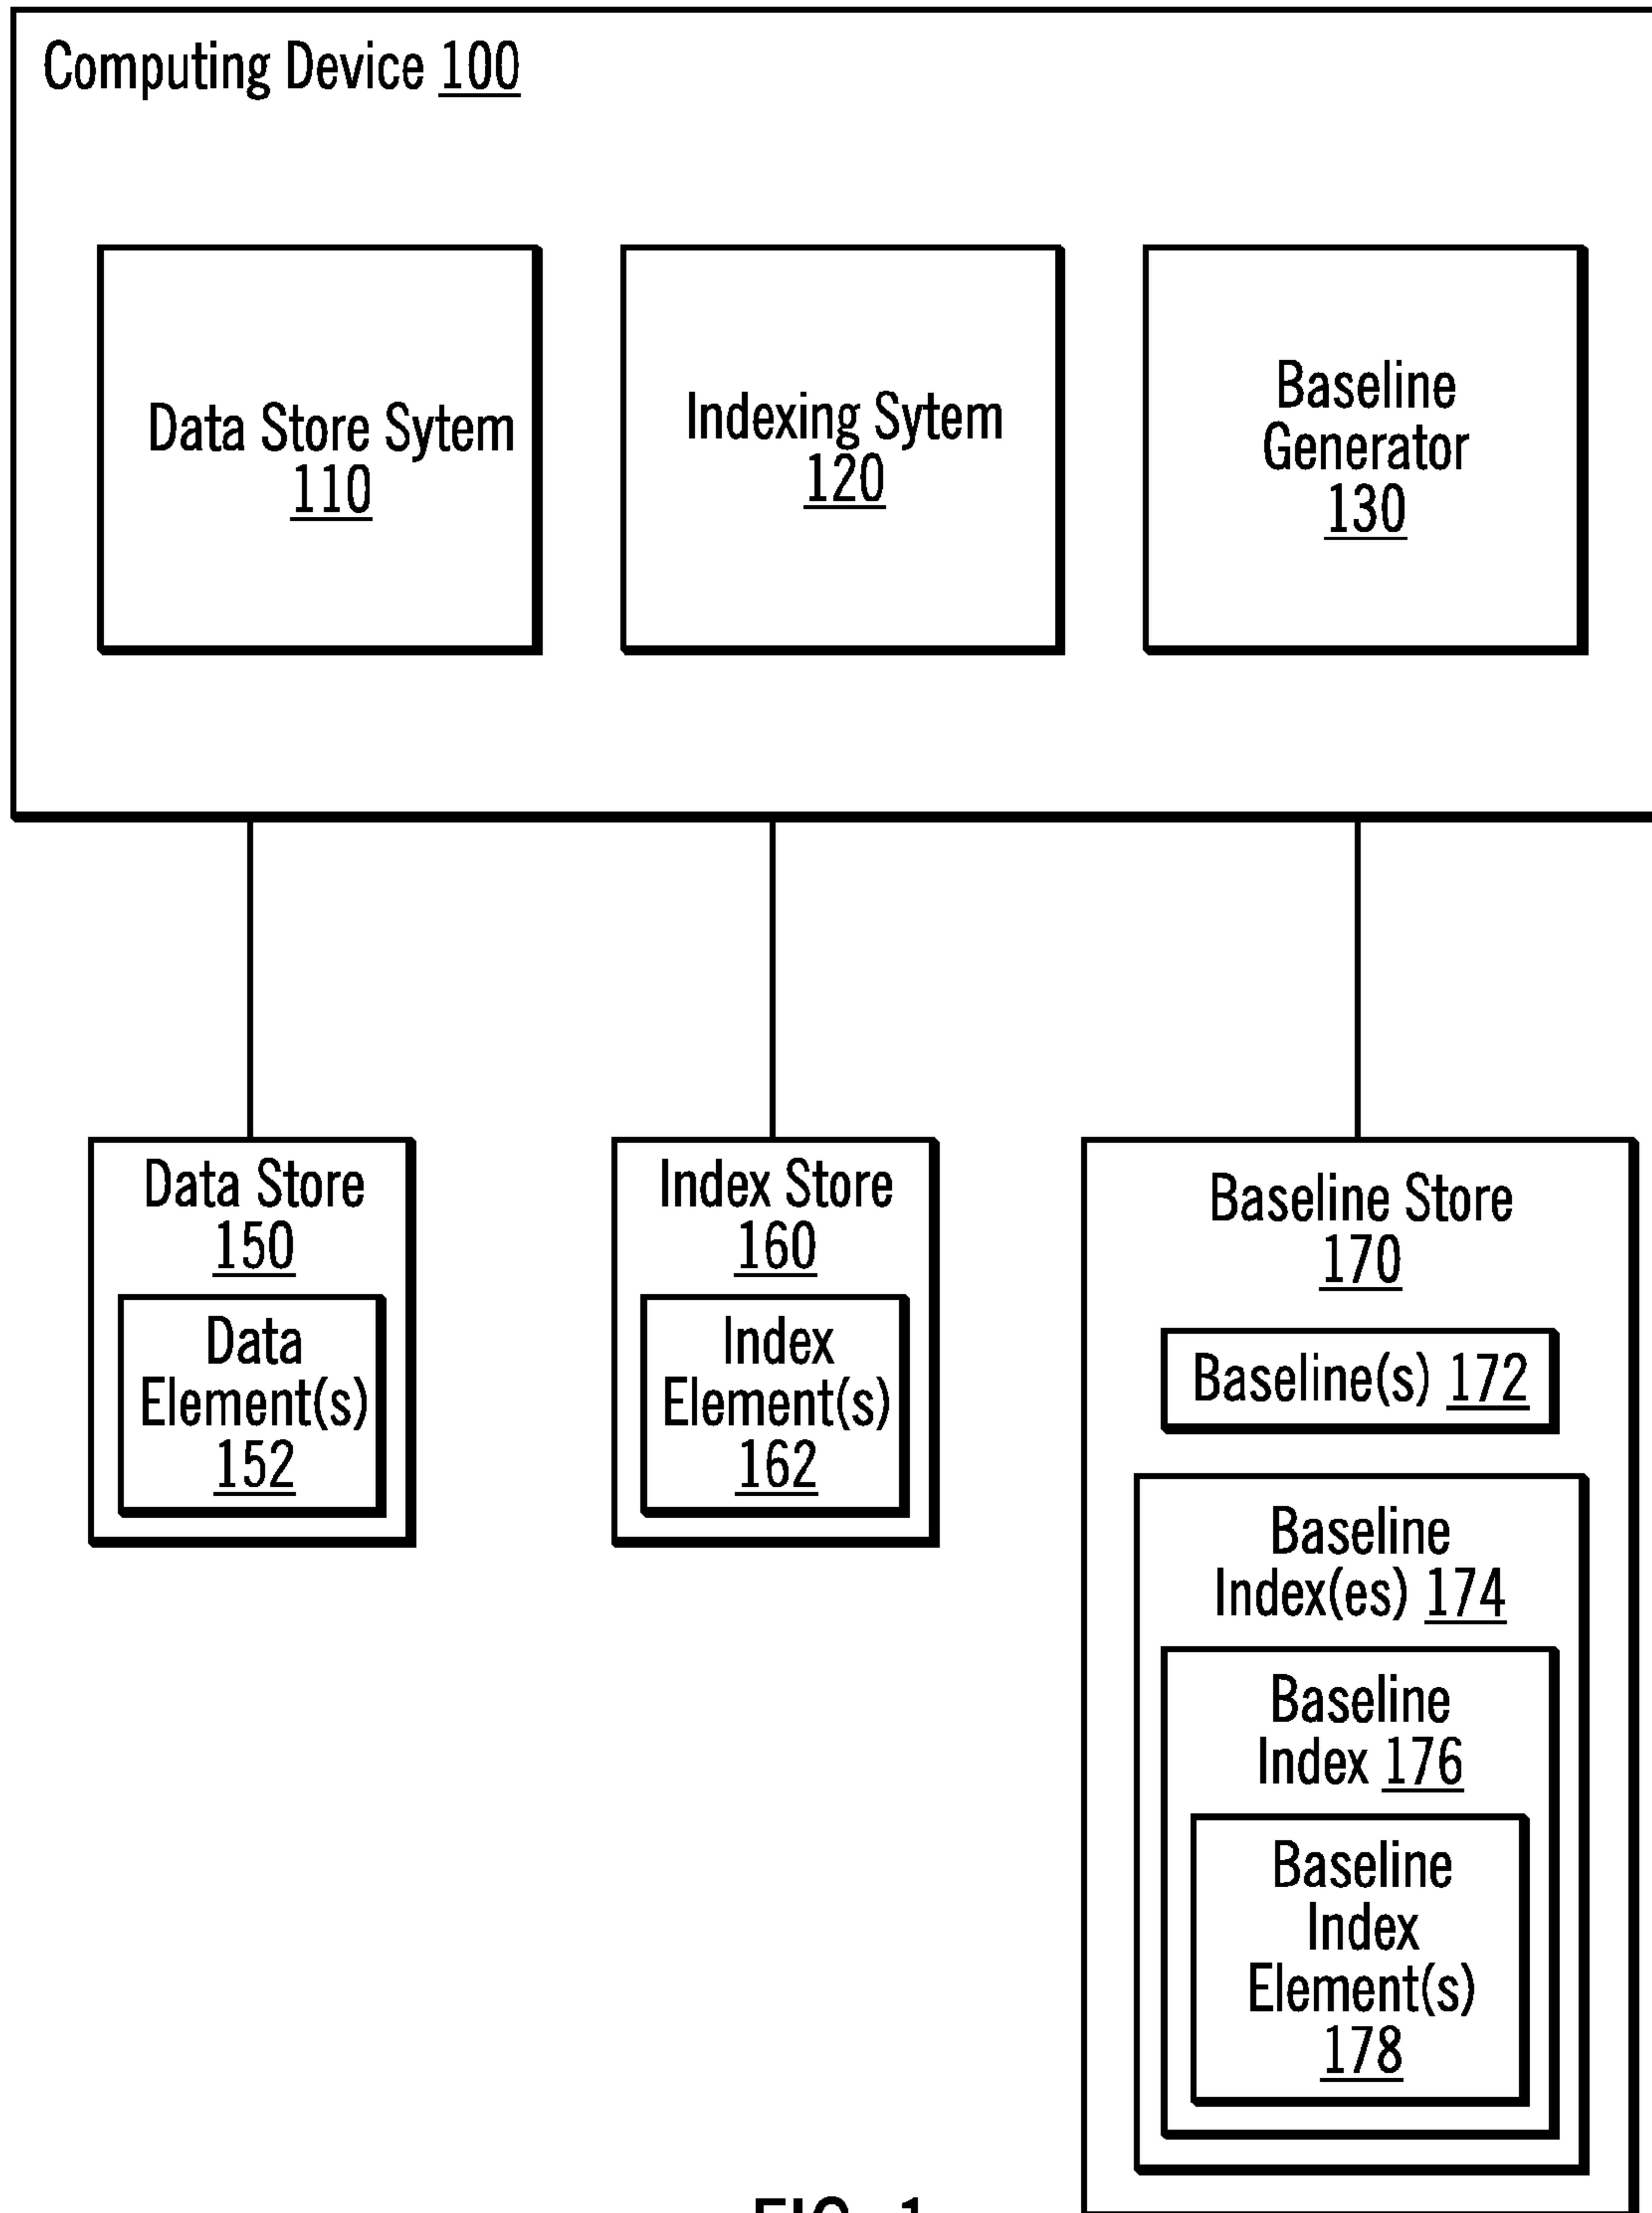 Computing Device 100
Data Store Sytem
110
Indexing Sytem
120
Baseline
Generator
130
Data Store
150
Data
Element(s)
152
Index Store
160
Index
Element(s)
162
Baseline Store
170
Baseline(s) 172
Baseline
Index(es) 174
Baseline
Index 176
Baseline
Index
Element(s)
178
FIG. 1